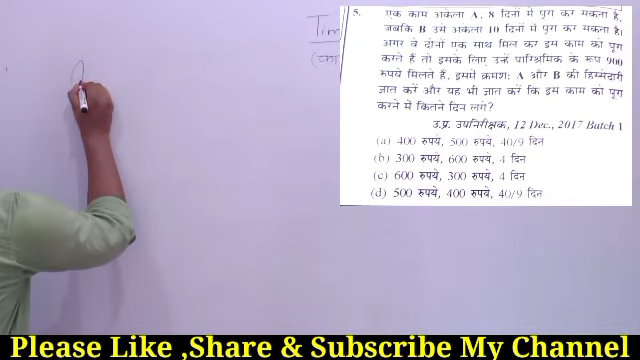 Tim
(का
5. एक काम अकेला A, 8 दिनों में पूरा कर सकता है,
जबकि B उसे अकेला 10 दिनों में पूरा कर सकता है।
अगर वे दोनों एक साथ मिल कर इस काम को पूरा
करते हैं तो इसके लिए उन्हें पारिश्रमिक के रूप 900
रुपये मिलते हैं, इसमें क्रमशः A और B की हिस्सेदारी
ज्ञात करें और यह भी ज्ञात करें कि इस काम को पूरा
करने में कितने दिन लगे?
उ.प्र. उपनिरीक्षक, 12 Dec., 2017 Batch 1
(a) 400 रुपये, 500 रुपये, 40/9 दिन
(b) 300 रुपये, 600 रुपये, 4 दिन
(c) 600 रुपये, 300 रुपये, 4 दिन
(d) 500 रुपये, 400 रुपये, 40/9 दिन
Please Like ,Share & Subscribe My Channel